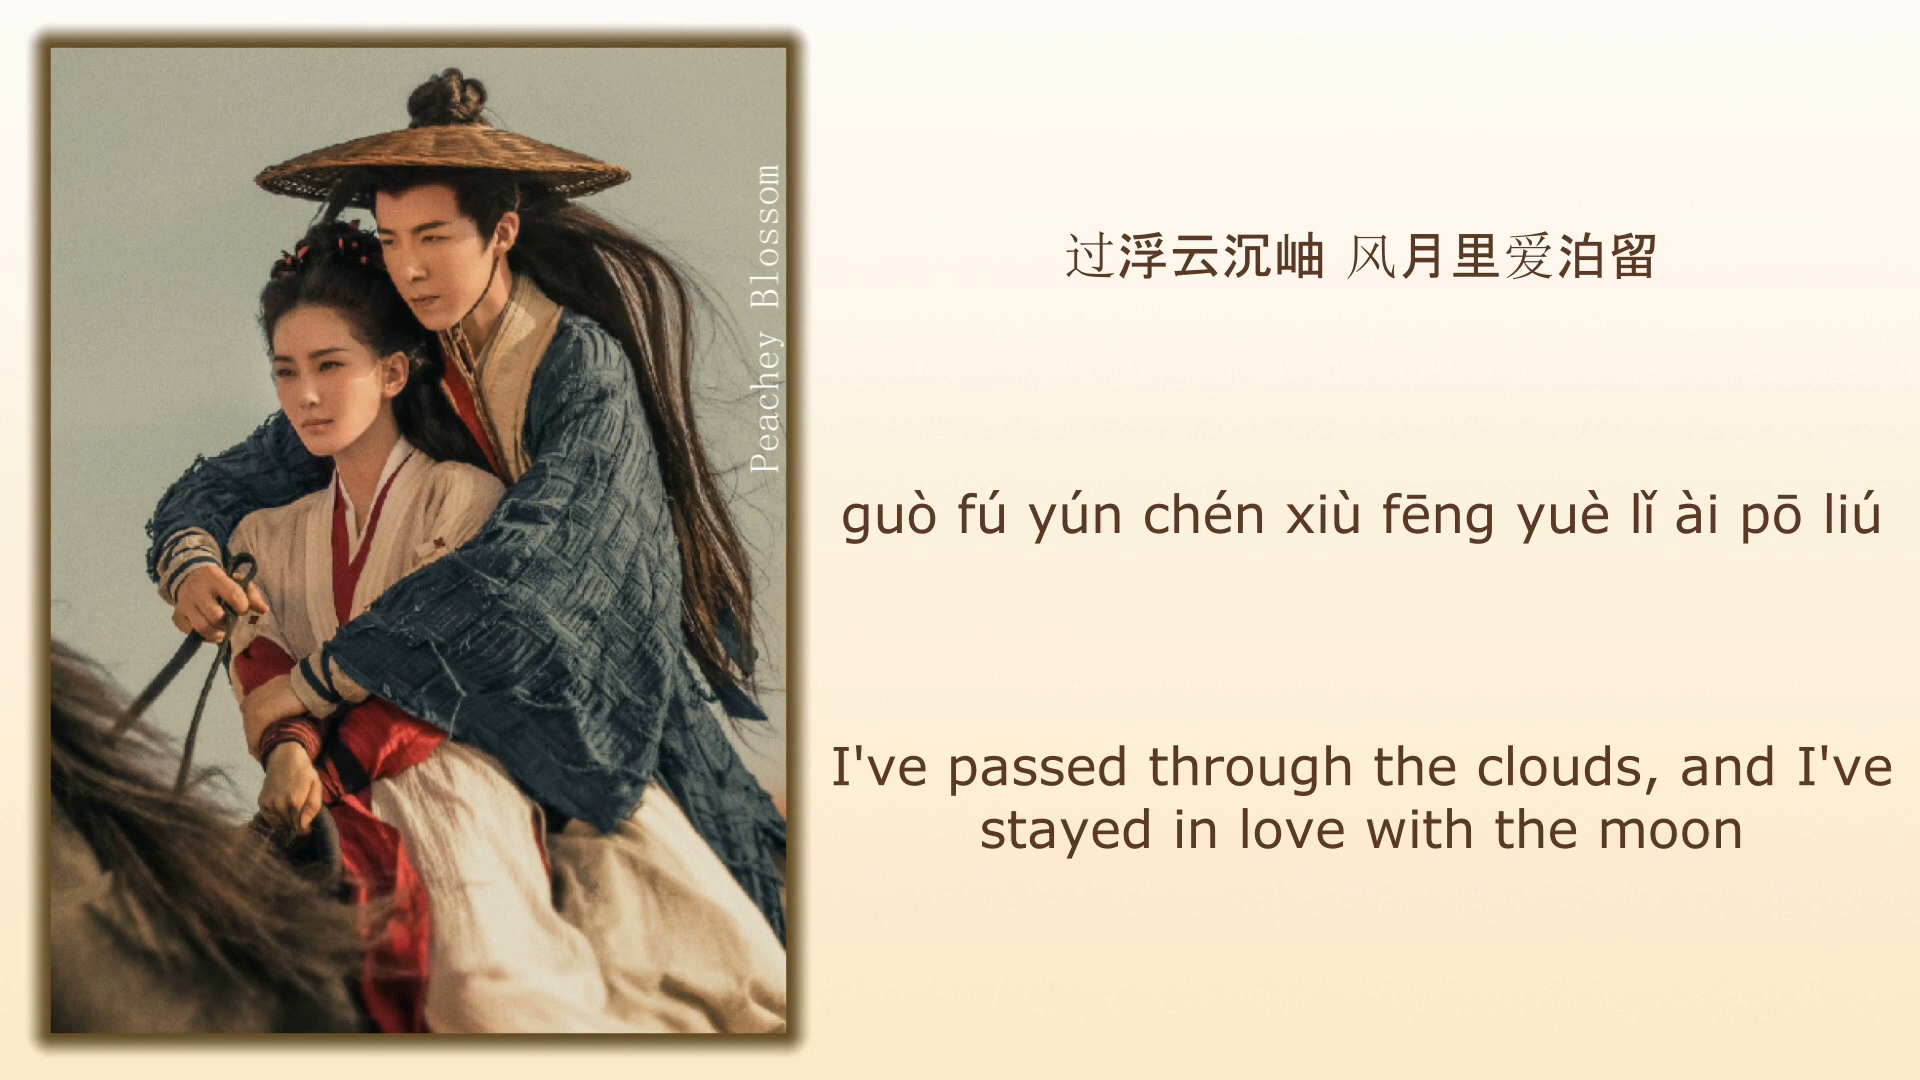 Peachey Blossom
过浮云沉岫 风月里爱泊留
guò fú yún chén xiù fēng yuè lǐ ài pō liú
I've passed through the clouds, and I've
stayed in love with the moon